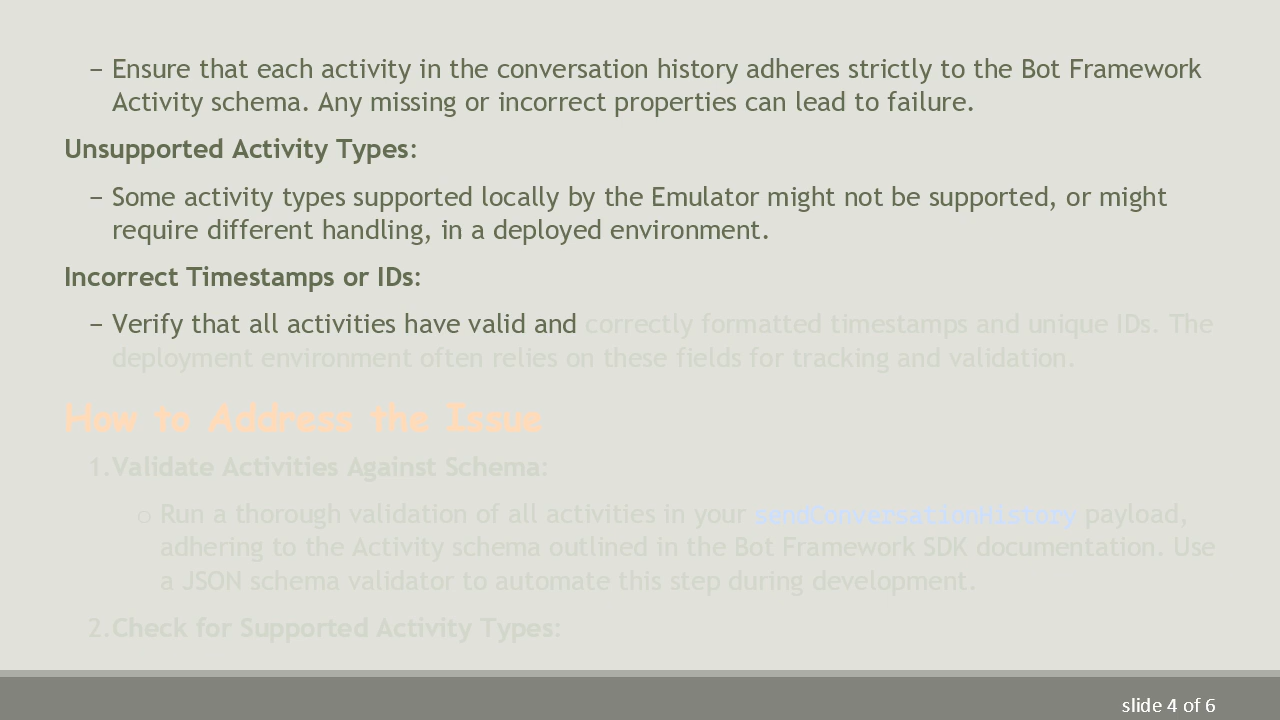 – Ensure that each activity in the conversation history adheres strictly to the Bot Framework
Activity schema. Any missing or incorrect properties can lead to failure.
Unsupported Activity Types:
– Some activity types supported locally by the Emulator might not be supported, or might
require different handling, in a deployed environment.
Incorrect Timestamps or IDs:
– Verify that all activities have valid and correctly formatted timestamps and unique IDs. The
deployment environment often relies on these fields for tracking and validation.
How to Address the Issue
1.Validate Activities Against Schema:
o Run a thorough validation of all activities in your sendConversationHistory payload,
adhering to the Activity schema outlined in the Bot Framework SDK documentation. Use
a JSON schema validator to automate this step during development.
2.Check for Supported Activity Types:
slide 4 of 6